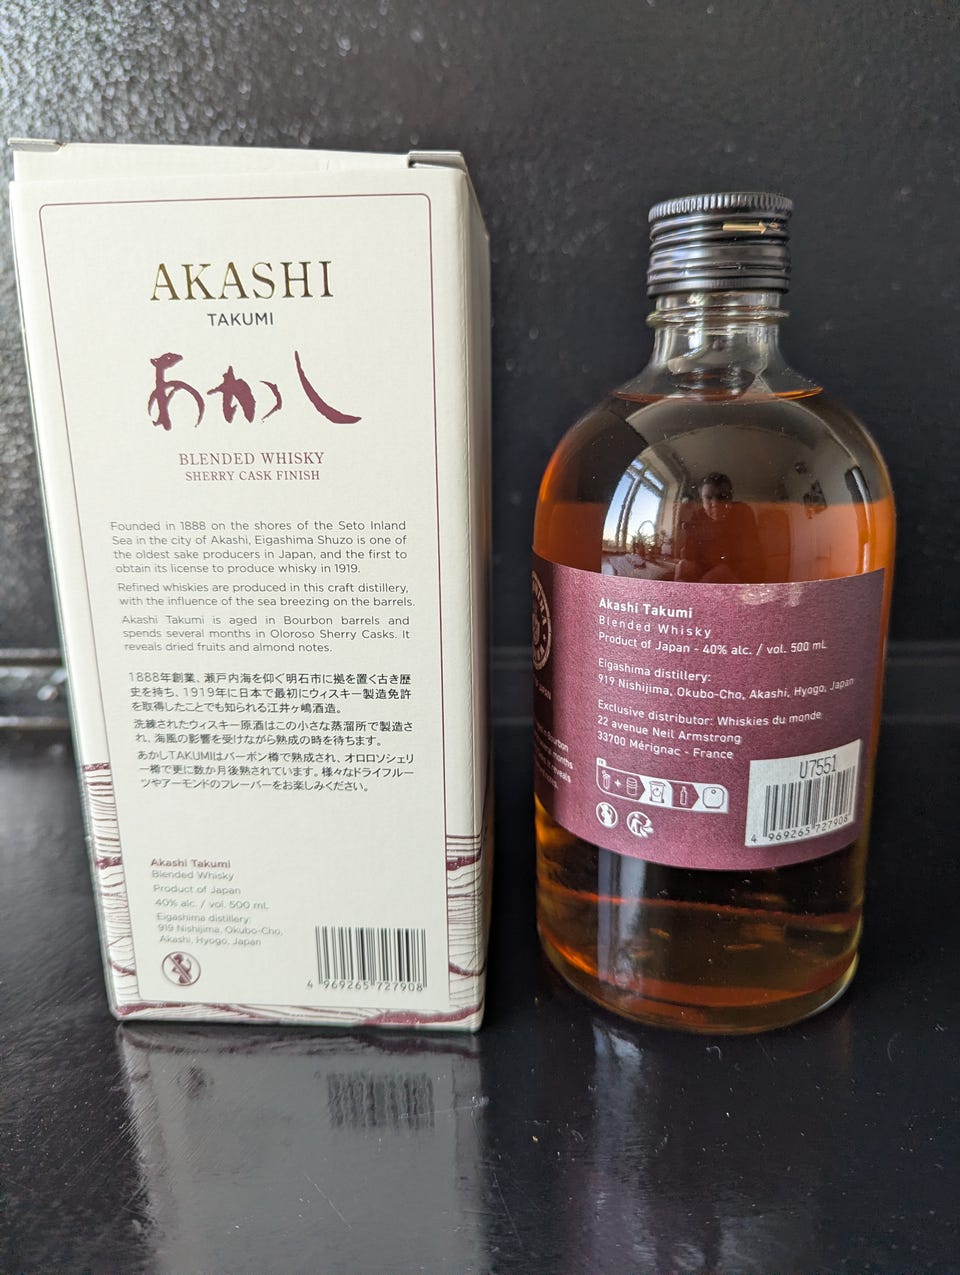 AKASHI
TAKUMI
あかし
BLENDED WHISKY
SHERRY CASK FINISH
Founded in 1888 on the shores of the Seto Inland
Sea in the city of Akashi, Eigashima Shuzo is one of
the oldest sake producers in Japan, and the first to
obtain its license to produce whisky in 1919.
Refined whiskies are produced in this craft distillery,
with the influence of the sea breezing on the barrels.
Akashi Takumi is aged in Bourbon barrels and
spends several months in Oloroso Sherry Casks. It
reveals dried fruits and almond notes.
1888年創業、瀬戸内海を仰ぐ明石市に拠を置く古き歴
史を持ち、1919年に日本で最初にウィスキー製造免許
を取得したことでも知られる江井ヶ嶋酒造。
洗練されたウィスキー原酒はこの小さな蒸溜所で製造さ
れ、海風の影響を受けながら熟成の時を待ちます。
あかしTAKUMIはバーボン樽で熟成され、オロロソシェリ
ー樽で更に数か月後熟されています。様々なドライフルー
ツやアーモンドのフレーバーをお楽しみください。
Akashi Takumi
Blended Whisky
Product of Japan
40% alc. / vol. 500 mL
Eigashima distillery:
919 Nishijima, Okubo-Cho,
Akashi, Hyogo, Japan
4 969265 727908
Akashi Takumi
Blended Whisky
Product of Japan - 40% alc. / vol. 500 mL
Eigashima distillery:
919 Nishijima, Okubo-Cho, Akashi, Hyogo, Japan
Exclusive distributor: Whiskies du monde
22 avenue Neil Armstrong
33700 Mérignac - France
U7551
4 969265 727908
JAPAN
Bourbon
months
reveals